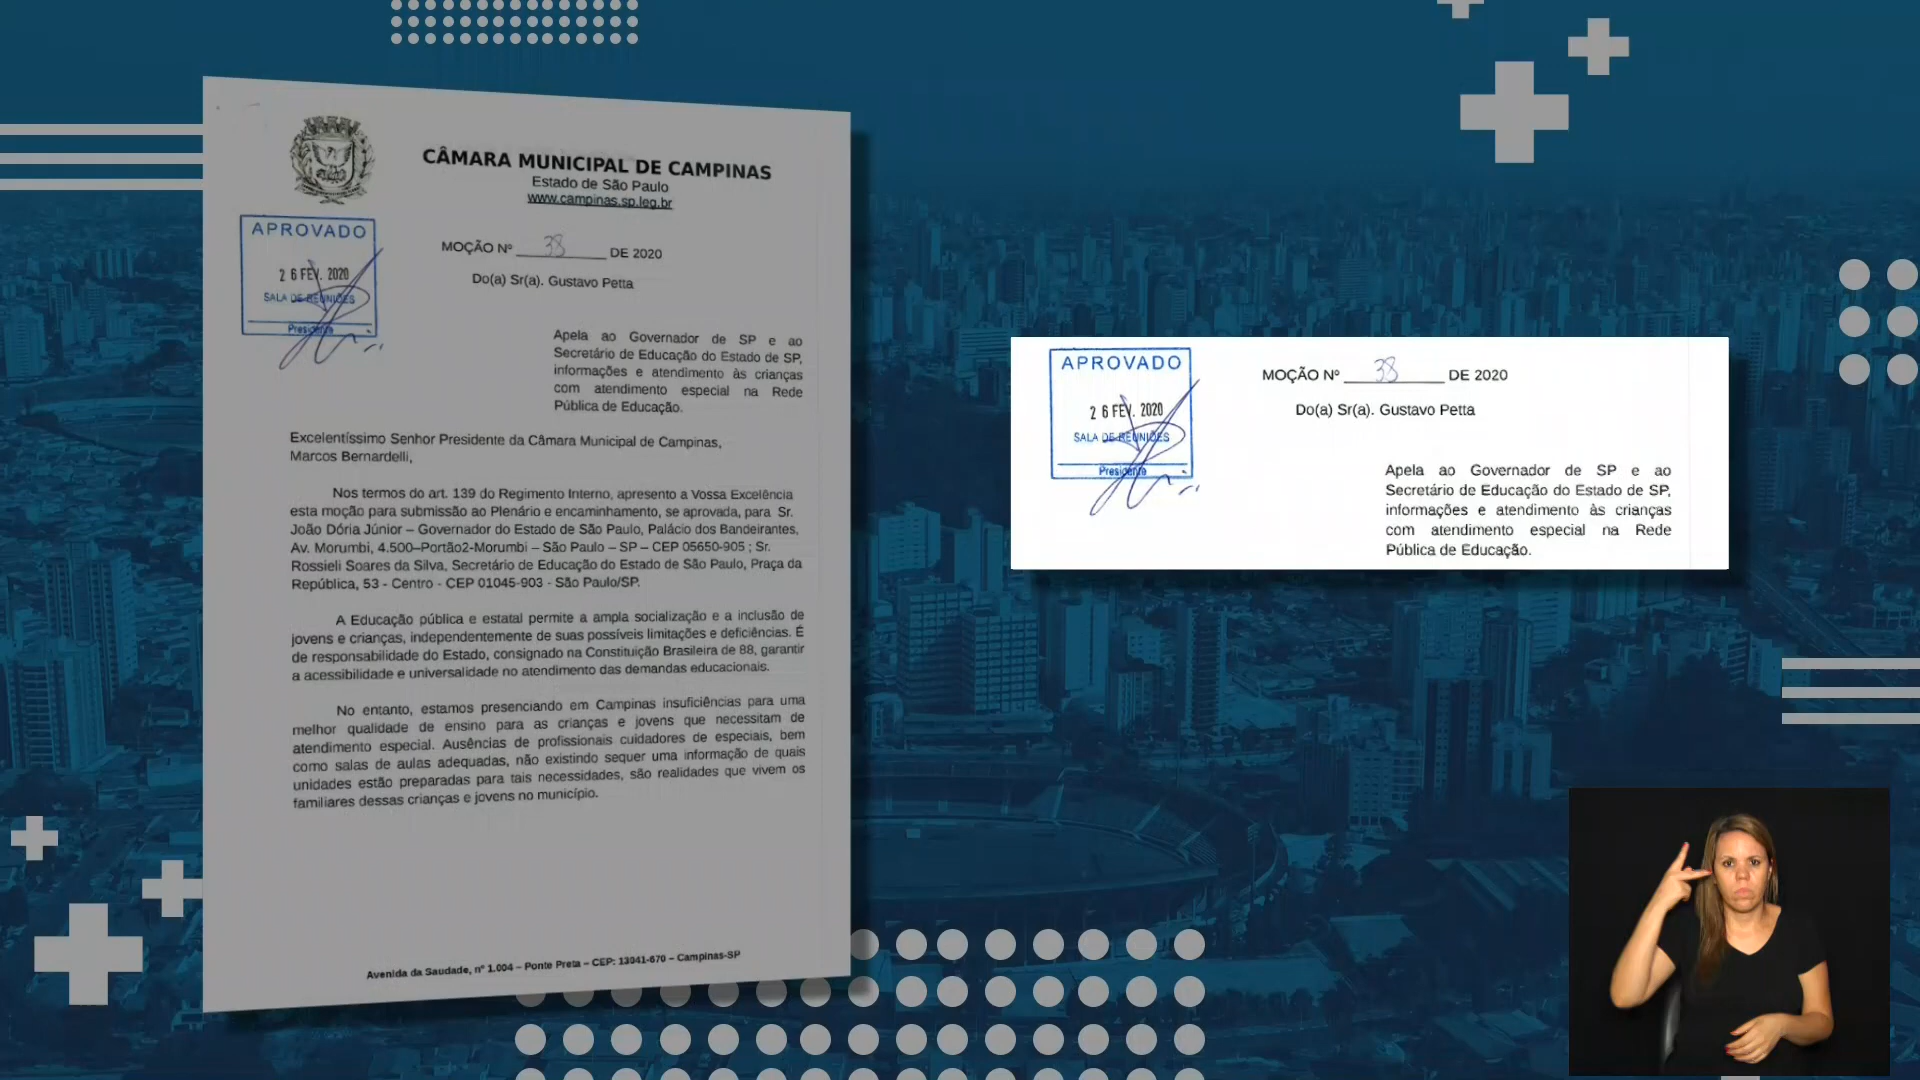 CÂMARA MUNICIPAL DE CAMPINAS
Estado de São Paulo
www.campinas.sp.leg.br
APROVADO
26 FEV. 2020
SALA DE REUNIÕES
Presidente
MOÇÃO Nº 38 DE 2020
Do(a) Sr(a). Gustavo Petta
Apela ao Governador de SP e ao
Secretário de Educação do Estado de SP,
informações e atendimento às crianças
com atendimento especial na Rede
Pública de Educação.
Excelentíssimo Senhor Presidente da Câmara Municipal de Campinas,
Marcos Bernardelli,
Nos termos do art. 139 do Regimento Interno, apresento a Vossa Excelência
esta moção para submissão ao Plenário e encaminhamento, se aprovada, para Sr.
João Dória Júnior – Governador do Estado de São Paulo, Palácio dos Bandeirantes,
Av. Morumbi, 4.500–Portão2-Morumbi – São Paulo – SP – CEP 05650-905 ; Sr.
Rossieli Soares da Silva, Secretário de Educação do Estado de São Paulo, Praça da
República, 53 - Centro - CEP 01045-903 - São Paulo/SP.
A Educação pública e estatal permite a ampla socialização e a inclusão de
jovens e crianças, independentemente de suas possíveis limitações e deficiências. É
de responsabilidade do Estado, consignado na Constituição Brasileira de 88, garantir
a acessibilidade e universalidade no atendimento das demandas educacionais.
No entanto, estamos presenciando em Campinas insuficiências para uma
melhor qualidade de ensino para as crianças e jovens que necessitam de
atendimento especial. Ausências de profissionais cuidadores de especiais, bem
como salas de aulas adequadas, não existindo sequer uma informação de quais
unidades estão preparadas para tais necessidades, são realidades que vivem os
familiares dessas crianças e jovens no município.
Avenida da Saudade, nº 1.004 – Ponte Preta – CEP: 13041-670 – Campinas-SP
APROVADO
26 FEV. 2020
SALA DE REUNIÕES
Presidente
MOÇÃO Nº 38 DE 2020
Do(a) Sr(a). Gustavo Petta
Apela ao Governador de SP e ao
Secretário de Educação do Estado de SP,
informações e atendimento às crianças
com atendimento especial na Rede
Pública de Educação.